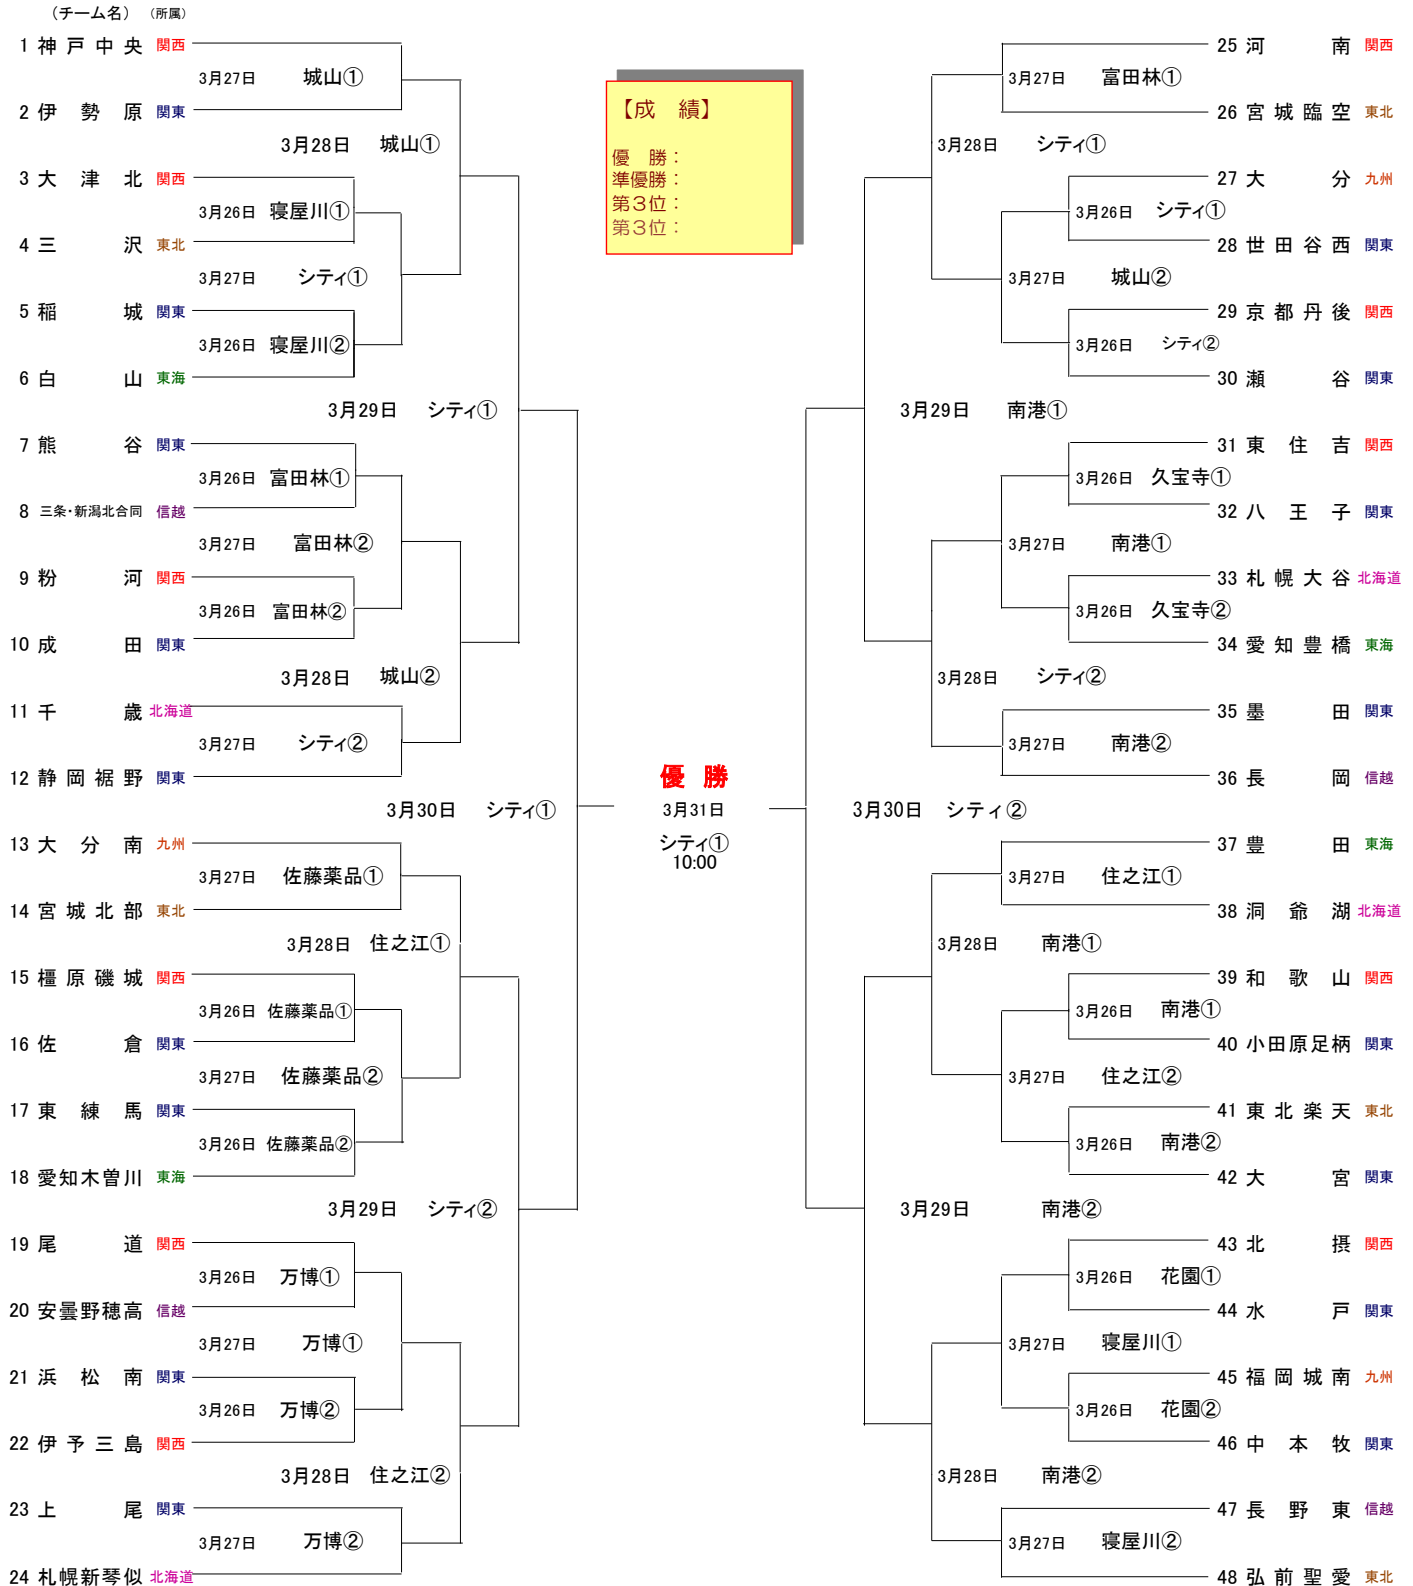 （チーム名） （所属）
1 神戸中央 関西
3月27日 城山①
2 伊勢原 関東
3月28日 城山①
3 大津北 関西
3月26日 寝屋川①
4 三沢 東北
3月27日 シティ①
5 稲城 関東
3月26日 寝屋川②
6 白山 東海
3月29日 シティ①
7 熊谷 関東
3月26日 富田林①
8 三条・新潟北合同 信越
3月27日 富田林②
9 粉河 関西
3月26日 富田林②
10 成田 関東
3月28日 城山②
11 千歳 北海道
3月27日 シティ②
12 静岡裾野 関東
3月30日 シティ①
13 大分南 九州
3月27日 佐藤薬品①
14 宮城北部 東北
3月28日 住之江①
15 橿原磯城 関西
3月26日 佐藤薬品①
16 佐倉 関東
3月27日 佐藤薬品②
17 東練馬 関東
3月26日 佐藤薬品②
18 愛知木曽川 東海
3月29日 シティ②
19 尾道 関西
3月26日 万博①
20 安曇野穂高 信越
3月27日 万博①
21 浜松南 関東
3月26日 万博②
22 伊予三島 関西
3月28日 住之江②
23 上尾 関東
3月27日 万博②
24 札幌新琴似 北海道
【成　績】
優　勝：
準優勝：
第３位：
第３位：
優 勝
3月31日
シティ①
10:00
25 河南 関西
3月27日 富田林①
26 宮城臨空 東北
3月28日 シティ①
27 大分 九州
3月26日 シティ①
28 世田谷西 関東
3月27日 城山②
29 京都丹後 関西
3月26日 シティ②
30 瀬谷 関東
3月29日 南港①
31 東住吉 関西
3月26日 久宝寺①
32 八王子 関東
3月27日 南港①
33 札幌大谷 北海道
3月26日 久宝寺②
34 愛知豊橋 東海
3月28日 シティ②
35 墨田 関東
3月27日 南港②
36 長岡 信越
3月30日 シティ②
37 豊田 東海
3月27日 住之江①
38 洞爺湖 北海道
3月28日 南港①
39 和歌山 関西
3月26日 南港①
40 小田原足柄 関東
3月27日 住之江②
41 東北楽天 東北
3月26日 南港②
42 大宮 関東
3月29日 南港②
43 北摂 関西
3月26日 花園①
44 水戸 関東
3月27日 寝屋川①
45 福岡城南 九州
3月26日 花園②
46 中本牧 関東
3月28日 南港②
47 長野東 信越
3月27日 寝屋川②
48 弘前聖愛 東北